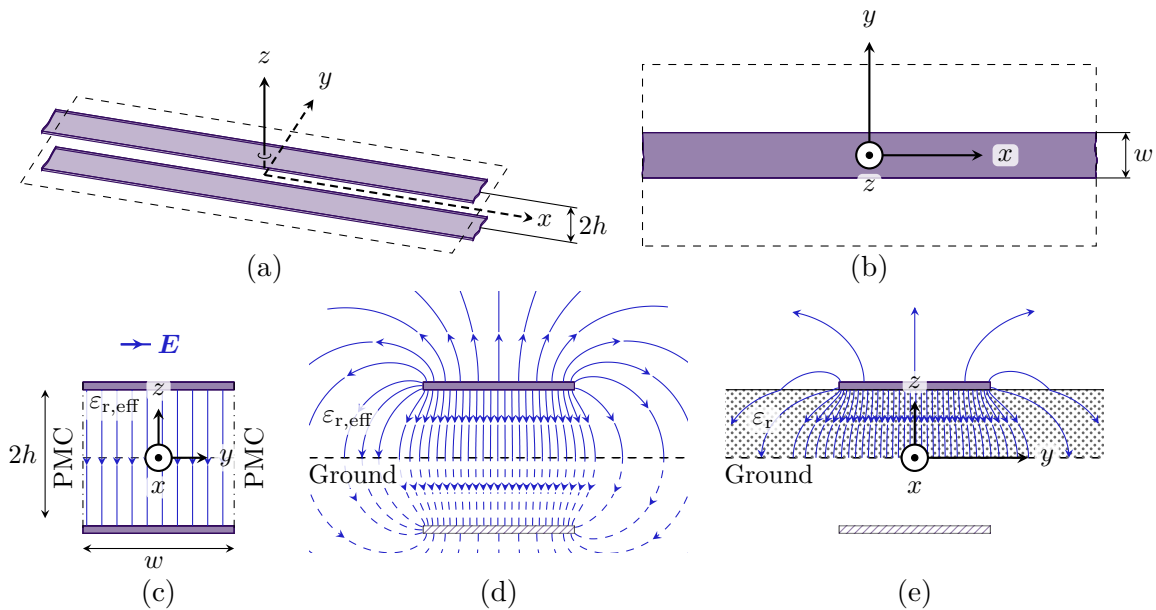 z
y
x
2h
(a)
y
x
z
w
(b)
E
ε_r,eff
z
2h
PMC
y
PMC
x
w
(c)
ε_r,eff
Ground
(d)
z
ε_r
Ground
y
x
(e)